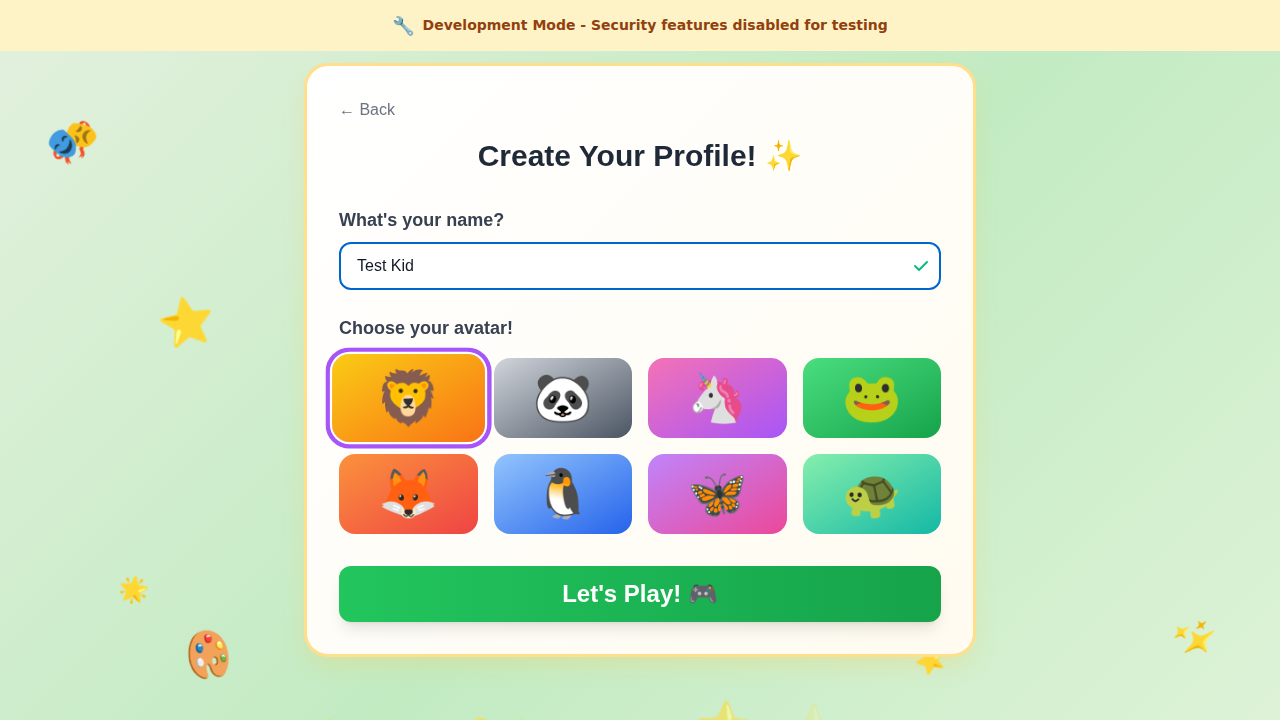 Development Mode - Security features disabled for testing
← Back
Create Your Profile!
What's your name?
Test Kid
Choose your avatar!
Let's Play!